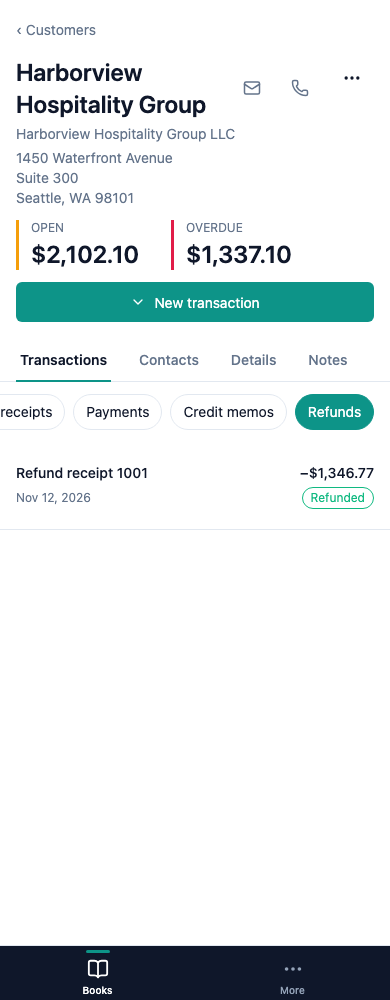 ‹ Customers
Harborview
Hospitality Group
Harborview Hospitality Group LLC
1450 Waterfront Avenue
Suite 300
Seattle, WA 98101
OPEN
$2,102.10
OVERDUE
$1,337.10
New transaction
Transactions
Contacts
Details
Notes
receipts
Payments
Credit memos
Refunds
Refund receipt 1001
–$1,346.77
Nov 12, 2026
Refunded
Books
More